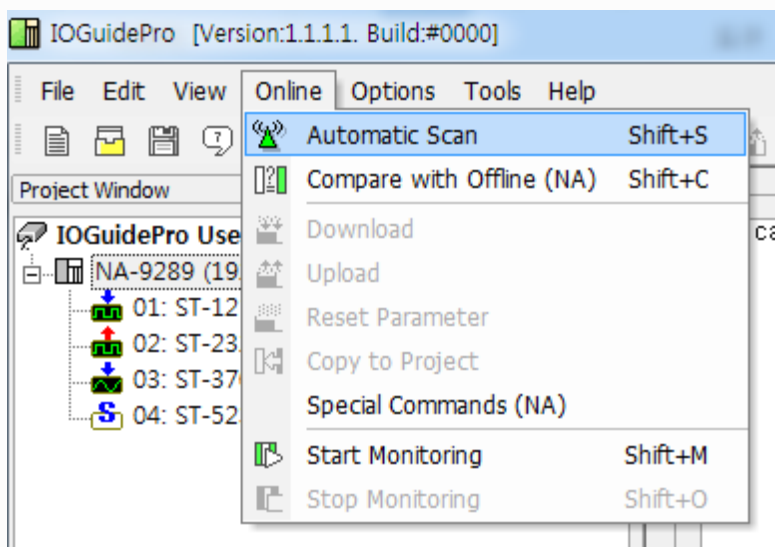 IOGuidePro [Version:1.1.1.1. Build:#0000]
File Edit View Online Options Tools Help
Automatic Scan Shift+S
Compare with Offline (NA) Shift+C
Download
Upload
Reset Parameter
Copy to Project
Special Commands (NA)
Start Monitoring Shift+M
Stop Monitoring Shift+O
Project Window
IOGuidePro Use
NA-9289 (19
01: ST-12
02: ST-23
03: ST-37
04: ST-52
ca